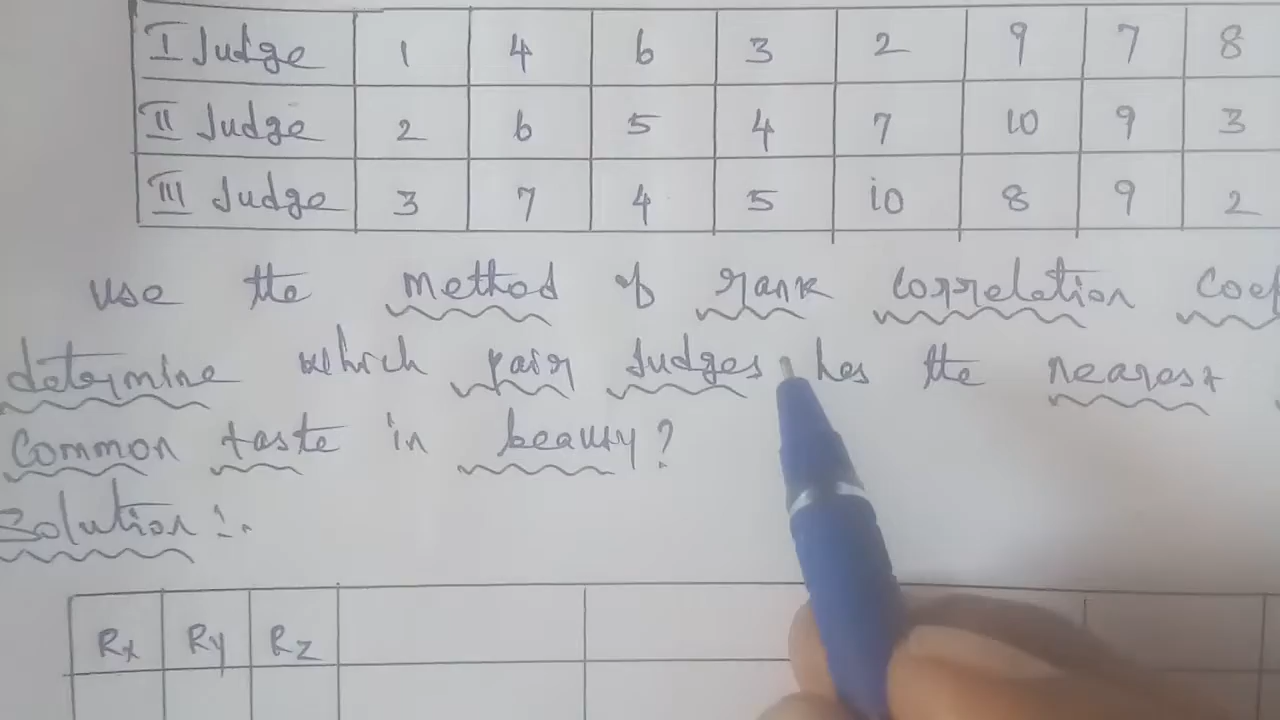 I Judge 1 4 6 3 2 9 7 8
II Judge 2 6 5 4 7 10 9 3
III Judge 3 7 4 5 10 8 9 2
use the method of rank correlation Coef
determine which pair Judges has the nearest
Common taste in beauty?
Solution :-
Rx Ry Rz